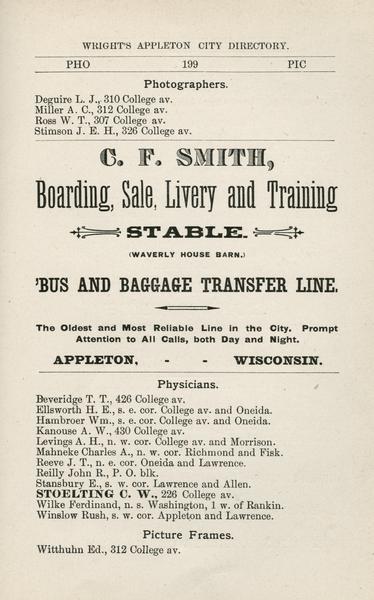 WRIGHT'S APPLETON CITY DIRECTORY.
PHO 199 PIC
Photographers.
Deguire L. J., 310 College av.
Miller A. C., 312 College av.
Ross W. T., 307 College av.
Stimson J. E. H., 326 College av.
C. F. SMITH,
Boarding, Sale, Livery and Training
STABLE.
(WAVERLY HOUSE BARN.)
'BUS AND BAGGAGE TRANSFER LINE.
The Oldest and Most Reliable Line in the City. Prompt
Attention to All Calls, both Day and Night.
APPLETON, - - WISCONSIN.
Physicians.
Beveridge T. T., 426 College av.
Ellsworth H. E., s. e. cor. College av. and Oneida.
Hambroer Wm., s. e. cor. College av. and Oneida.
Kanouse A. W., 430 College av.
Levings A. H., n. w. cor. College av. and Morrison.
Mahneke Charles A., n. w. cor. Richmond and Fisk.
Reeve J. T., n. e. cor. Oneida and Lawrence.
Reilly John R., P. O. blk.
Stansbury E., s. w. cor. Lawrence and Allen.
STOELTING C. W., 226 College av.
Wilke Ferdinand, n. s. Washington, 1 w. of Rankin.
Winslow Rush, s. w. cor. Appleton and Lawrence.
Picture Frames.
Witthuhn Ed., 312 College av.